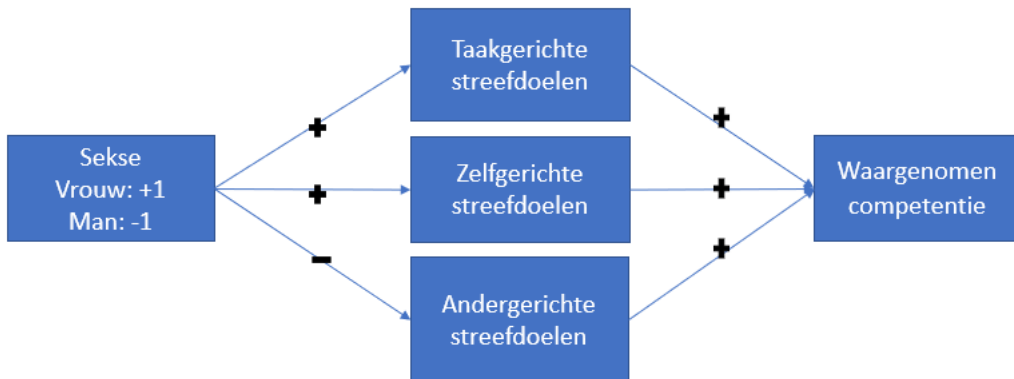 Taakgerichte
streefdoelen
+
+
Sekse
Vrouw: +1
Man: -1
Zelfgerichte
streefdoelen
+
+
Waargenomen
competentie
-
+
Andergerichte
streefdoelen